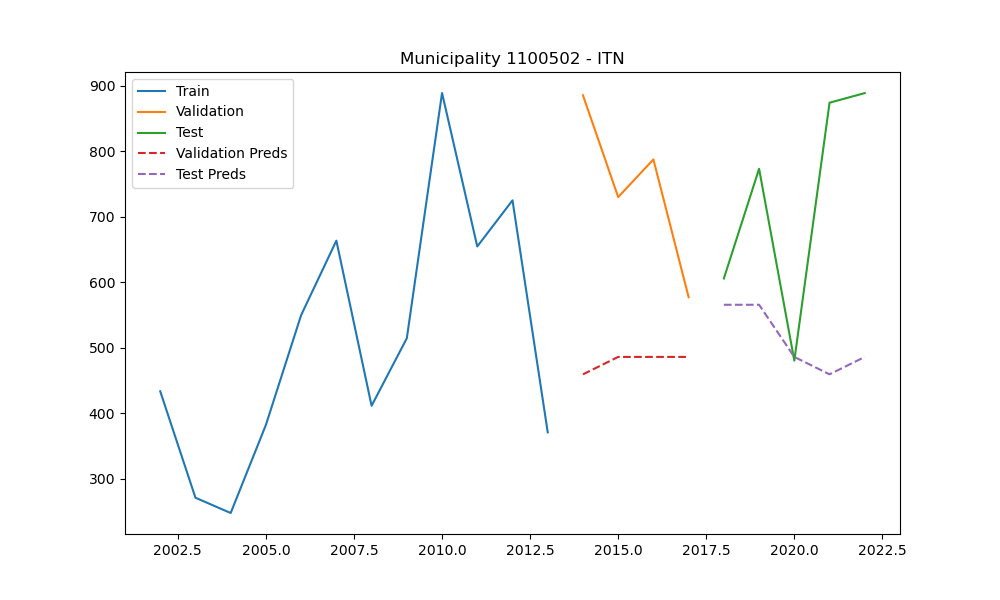 Municipality 1100502 - ITN
900
800
700
600
500
400
300
Train
Validation
Test
Validation Preds
Test Preds
2002.5 2005.0 2007.5 2010.0 2012.5 2015.0 2017.5 2020.0 2022.5